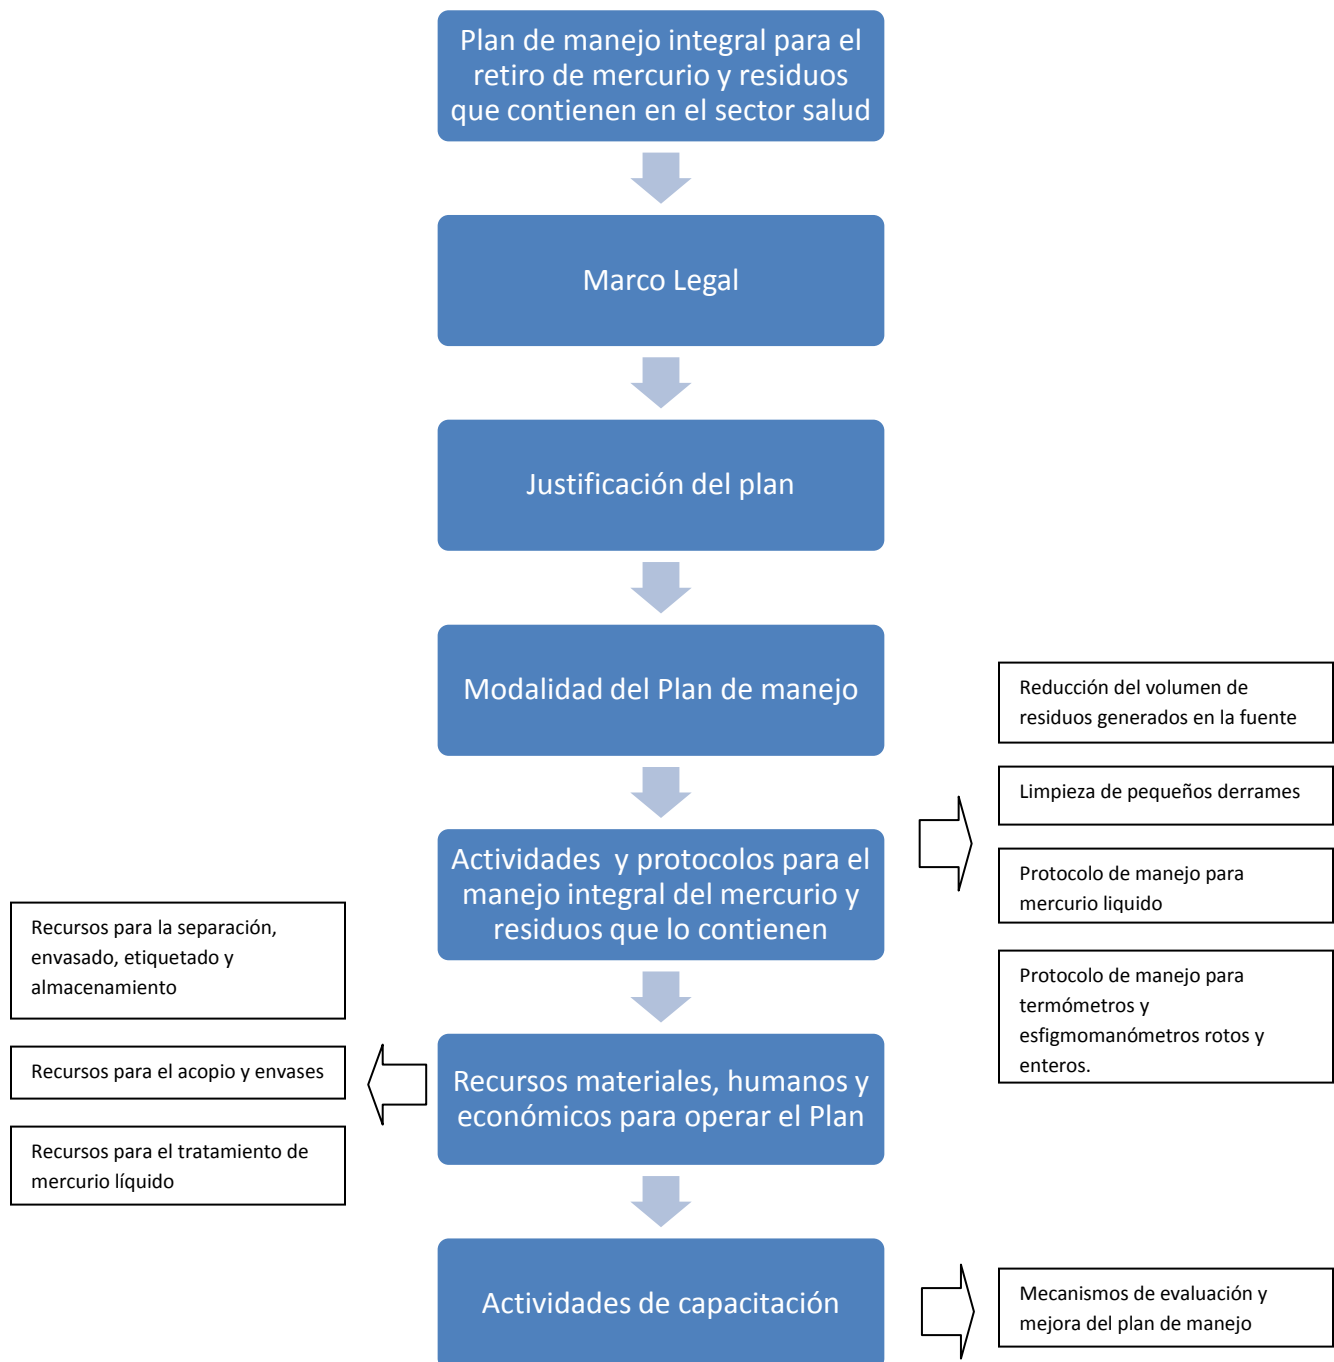 Plan de manejo integral para el
retiro de mercurio y residuos
que contienen en el sector salud
Marco Legal
Justificación del plan
Modalidad del Plan de manejo
Actividades  y protocolos para el
manejo integral del mercurio y
residuos que lo contienen
Reducción del volumen de
residuos generados en la fuente
Limpieza de pequeños derrames
Protocolo de manejo para
mercurio liquido
Protocolo de manejo para
termómetros y
esfigmomanómetros rotos y
enteros.
Recursos materiales, humanos y
económicos para operar el Plan
Recursos para la separación,
envasado, etiquetado y
almacenamiento
Recursos para el acopio y envases
Recursos para el tratamiento de
mercurio líquido
Actividades de capacitación
Mecanismos de evaluación y
mejora del plan de manejo